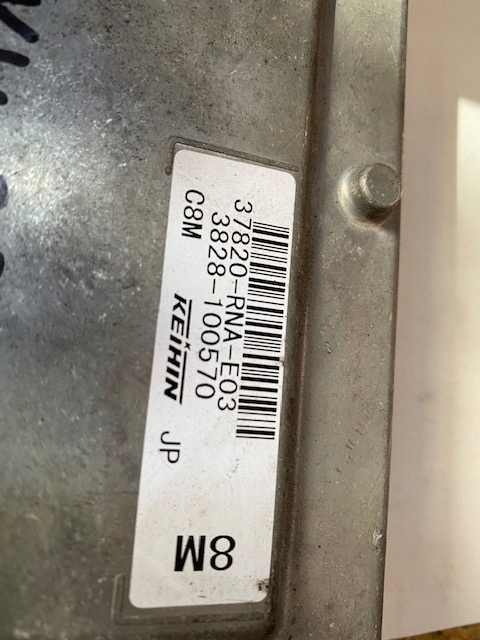 37820-RNA-E03
3828-100570
C8M
KEIHIN JP
8M